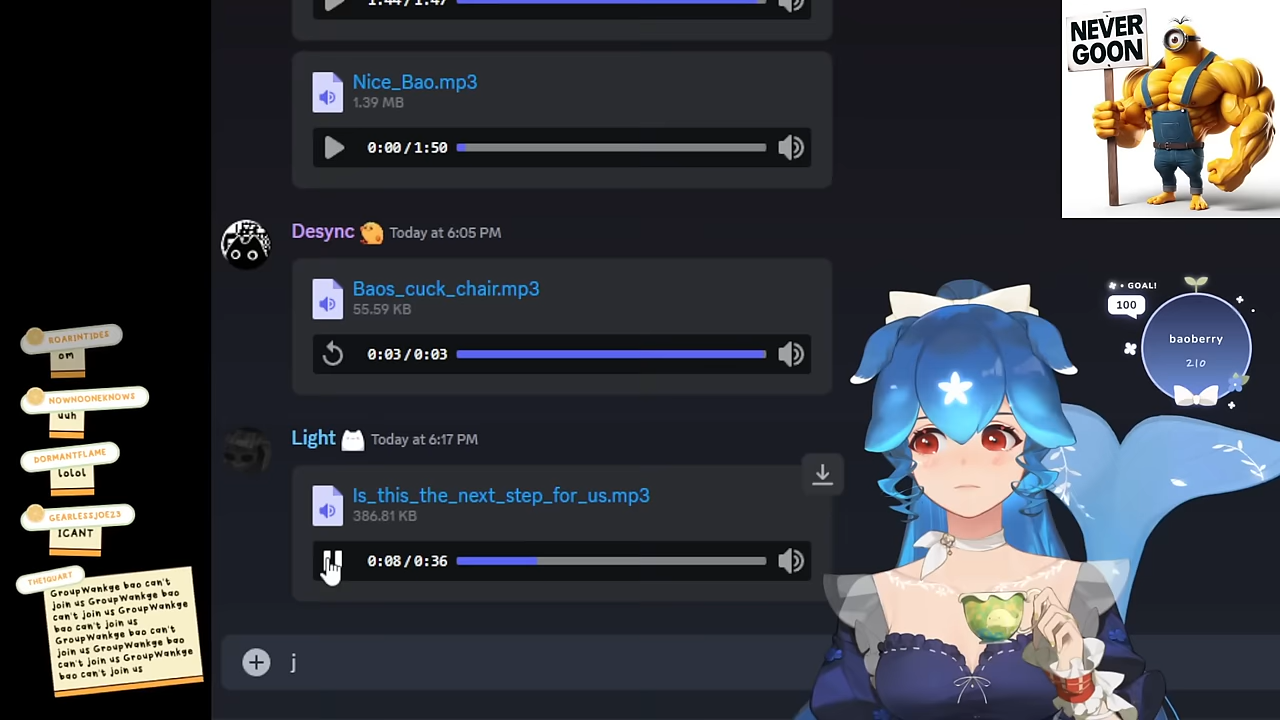 1:44/1:47
Nice_Bao.mp3
1.39 MB
0:00/1:50
Desync Today at 6:05 PM
Baos_cuck_chair.mp3
55.59 KB
0:03/0:03
Light Today at 6:17 PM
Is_this_the_next_step_for_us.mp3
386.81 KB
0:08/0:36
j
ROARINTIDES
om
NOWNOONEKNOWS
uuh
DORMANTFLAME
lolol
GEARLESSJOE23
ICANT
THE1QUART
GroupWankge bao can't
join us GroupWankge bao
can't join us GroupWankge
bao can't join us
GroupWankge bao can't
join us GroupWankge bao
can't join us GroupWankge
bao can't join us
NEVER
GOON
GOAL!
100
baoberry
210